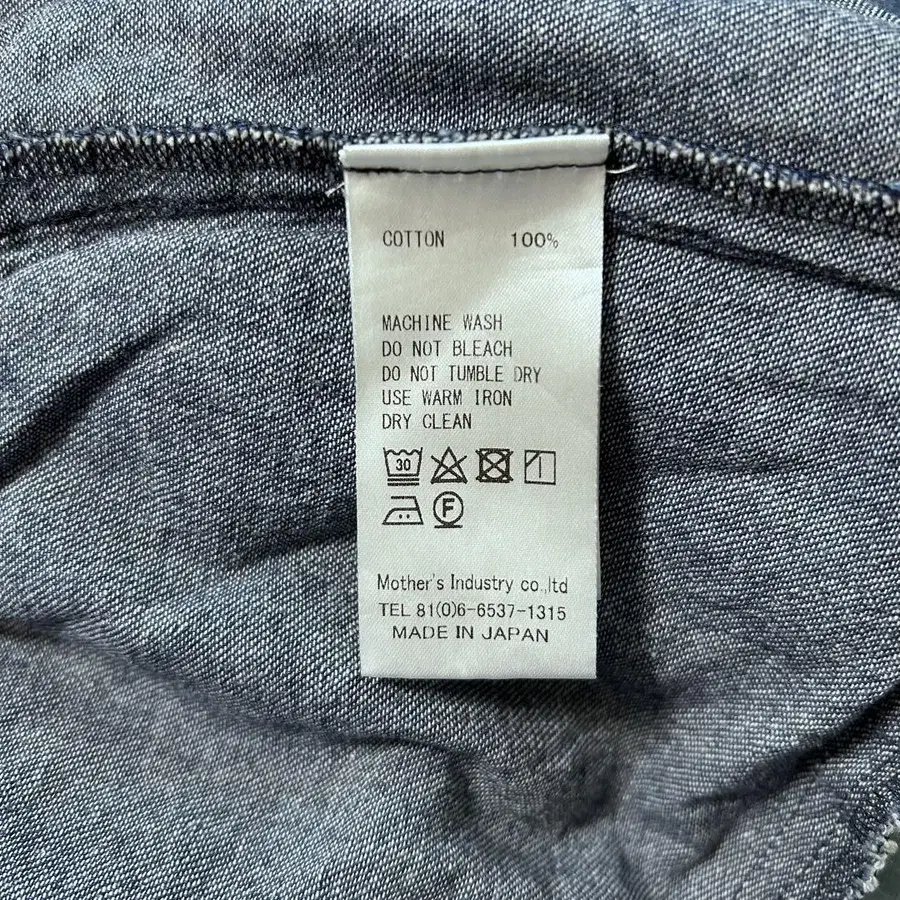 COTTON 100%
MACHINE WASH
DO NOT BLEACH
DO NOT TUMBLE DRY
USE WARM IRON
DRY CLEAN
30
F
Mother's Industry co.,ltd
TEL 81(0)6-6537-1315
MADE IN JAPAN